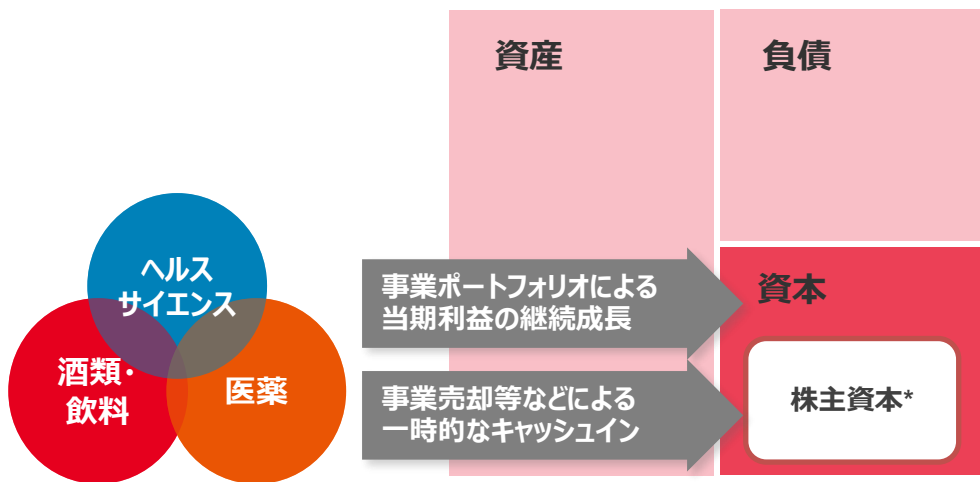 資産
負債
ヘルス
サイエンス
酒類・
飲料
医薬
事業ポートフォリオによる
当期利益の継続成長
事業売却等などによる
一時的なキャッシュイン
資本
株主資本*